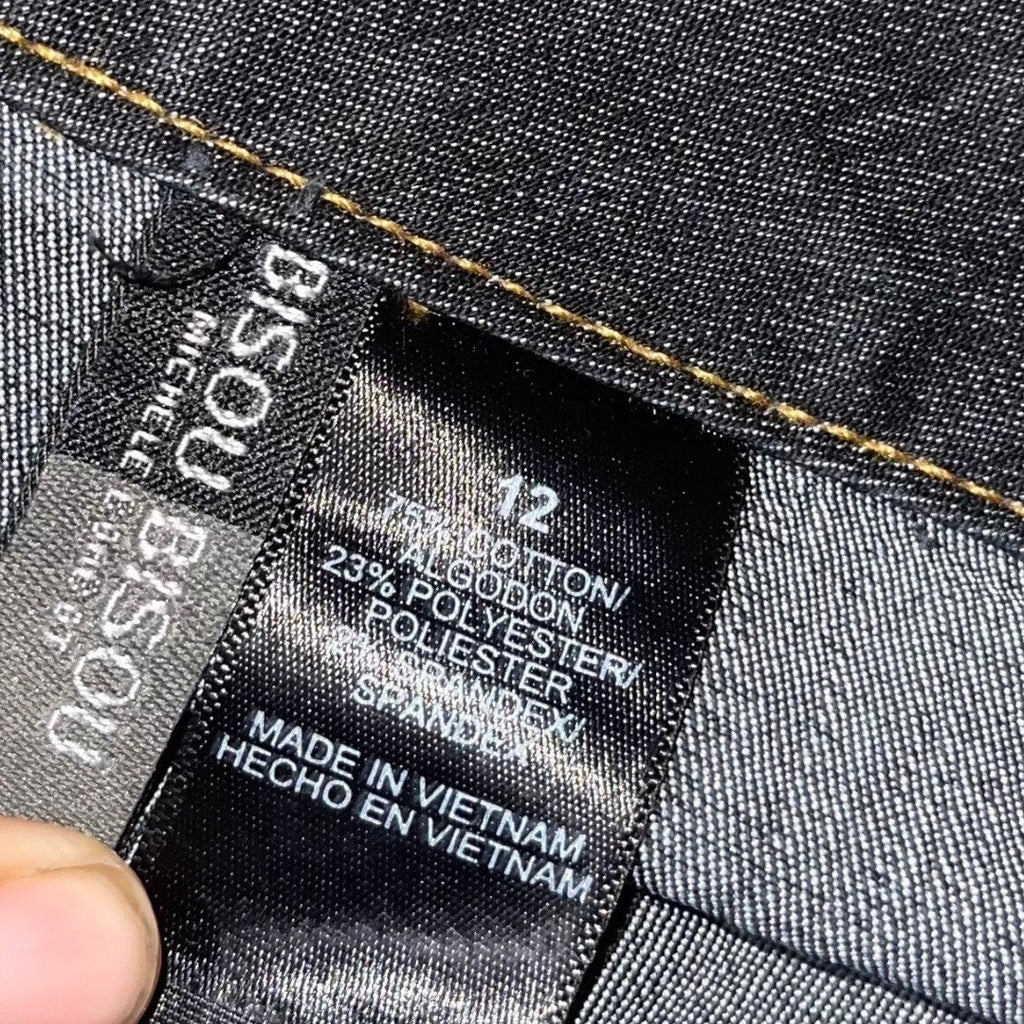 BISOU
BISOU
MICHELE BOHBOT
12
75% COTTON/
ALGODON
23% POLYESTER/
POLIESTER
2% SPANDEX/
SPANDEX
MADE IN VIETNAM
HECHO EN VIETNAM